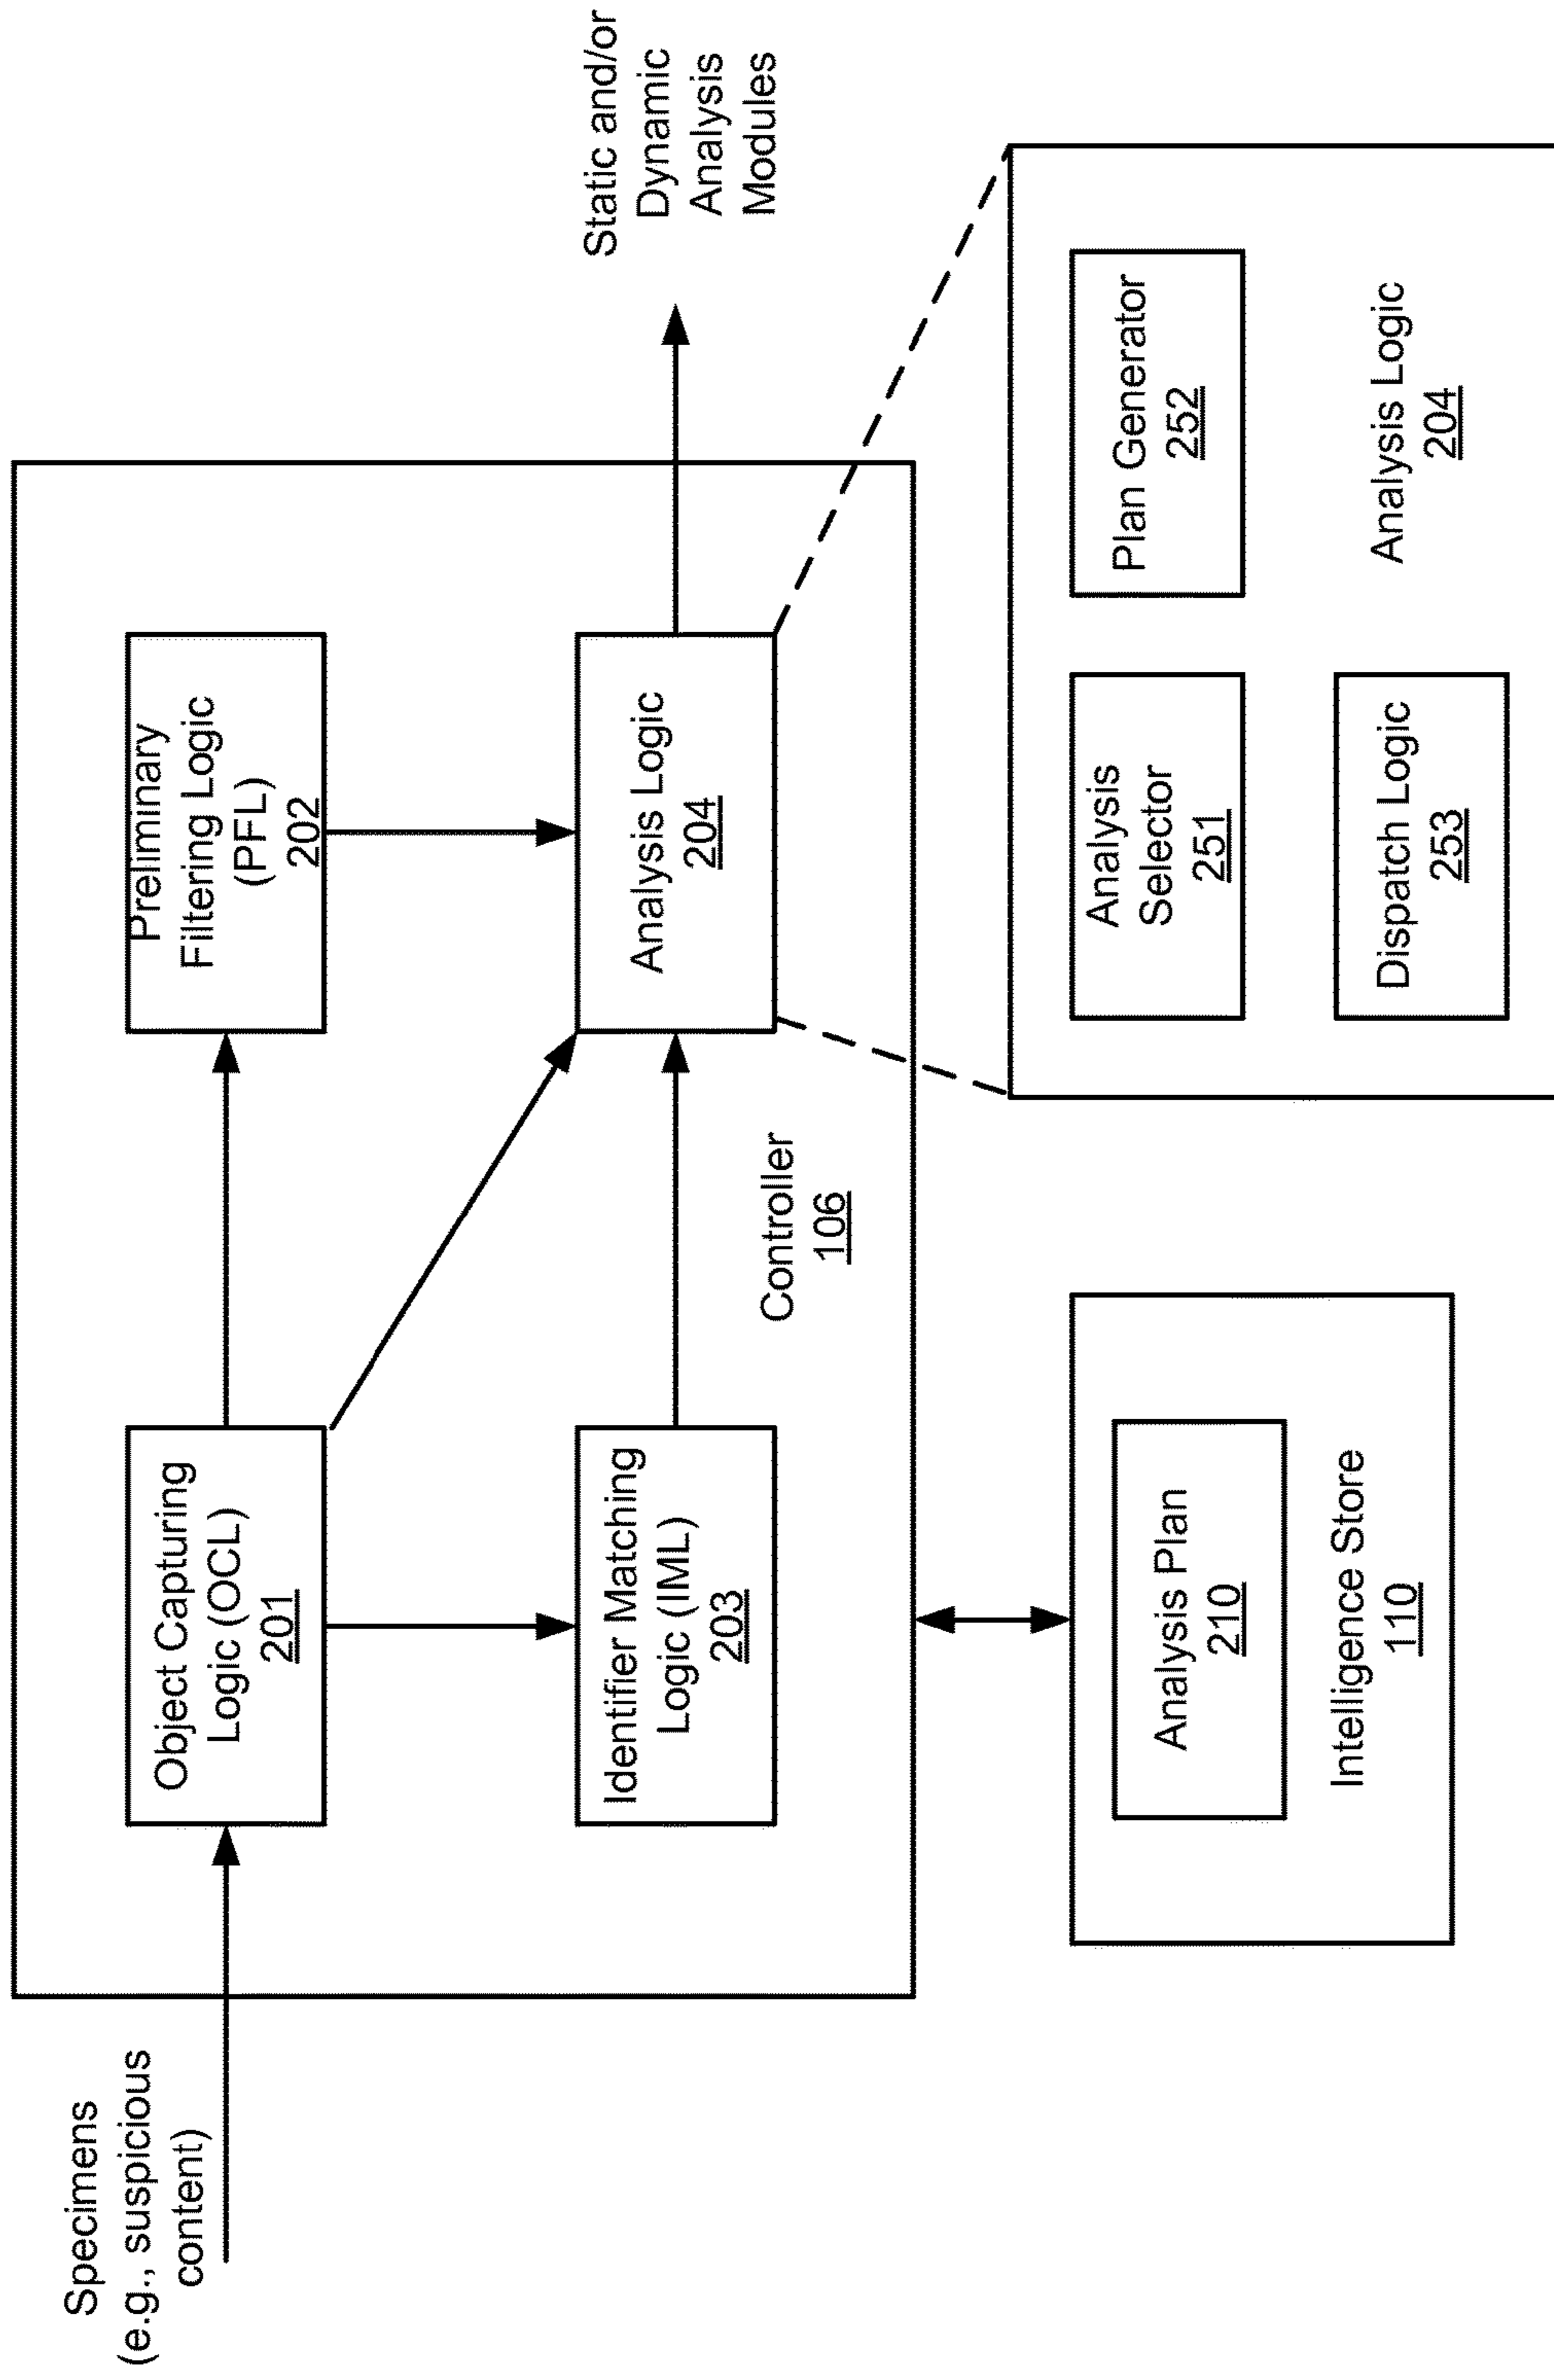 Specimens
(e.g., suspicious
content)
Object Capturing
Logic (OCL)
201
Preliminary
Filtering Logic
(PFL)
202
Identifier Matching
Logic (IML)
203
Analysis Logic
204
Static and/or
Dynamic
Analysis
Modules
Controller
106
Analysis Plan
210
Intelligence Store
110
Analysis
Selector
251
Plan Generator
252
Dispatch Logic
253
Analysis Logic
204